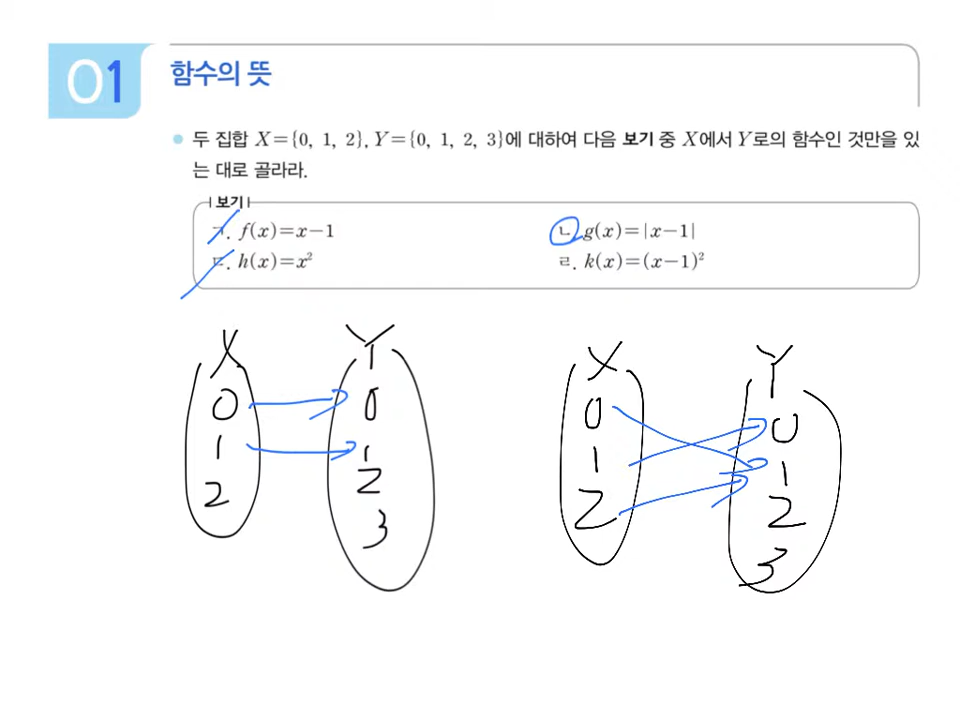 01 함수의 뜻
두 집합 X={0, 1, 2}, Y={0, 1, 2, 3}에 대하여 다음 보기 중 X에서 Y로의 함수인 것만을 있
는 대로 골라라.
보기
ㄱ. f(x)=x-1 ㄴ. g(x)=|x-1|
ㄷ. h(x)=x² ㄹ. k(x)=(x-1)²
X Y X Y
0 0 0 0
1 1 1 1
2 2 2 2
3 3